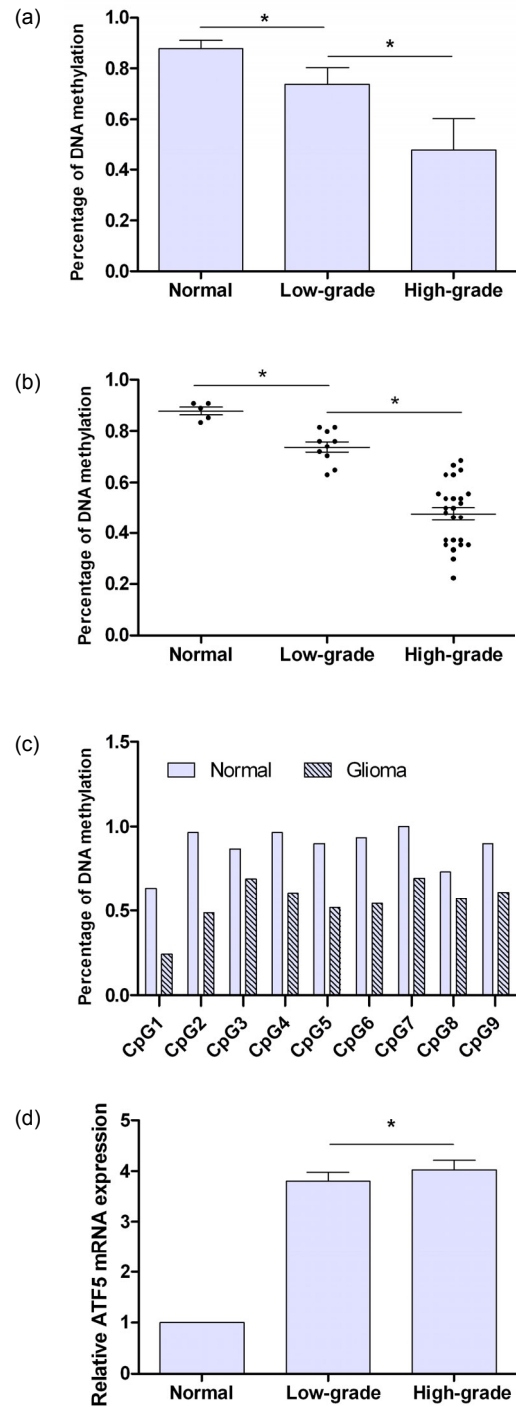 (a)
Percentage of DNA methylation
1.0
0.8
0.6
0.4
0.2
0.0
*
*
Normal Low-grade High-grade
(b)
Percentage of DNA methylation
1.0
0.8
0.6
0.4
0.2
0.0
*
*
Normal Low-grade High-grade
(c)
Percentage of DNA methylation
1.5
1.0
0.5
0.0
Normal Glioma
CpG1 CpG2 CpG3 CpG4 CpG5 CpG6 CpG7 CpG8 CpG9
(d)
Relative ATF5 mRNA expression
5
4
3
2
1
0
*
Normal Low-grade High-grade